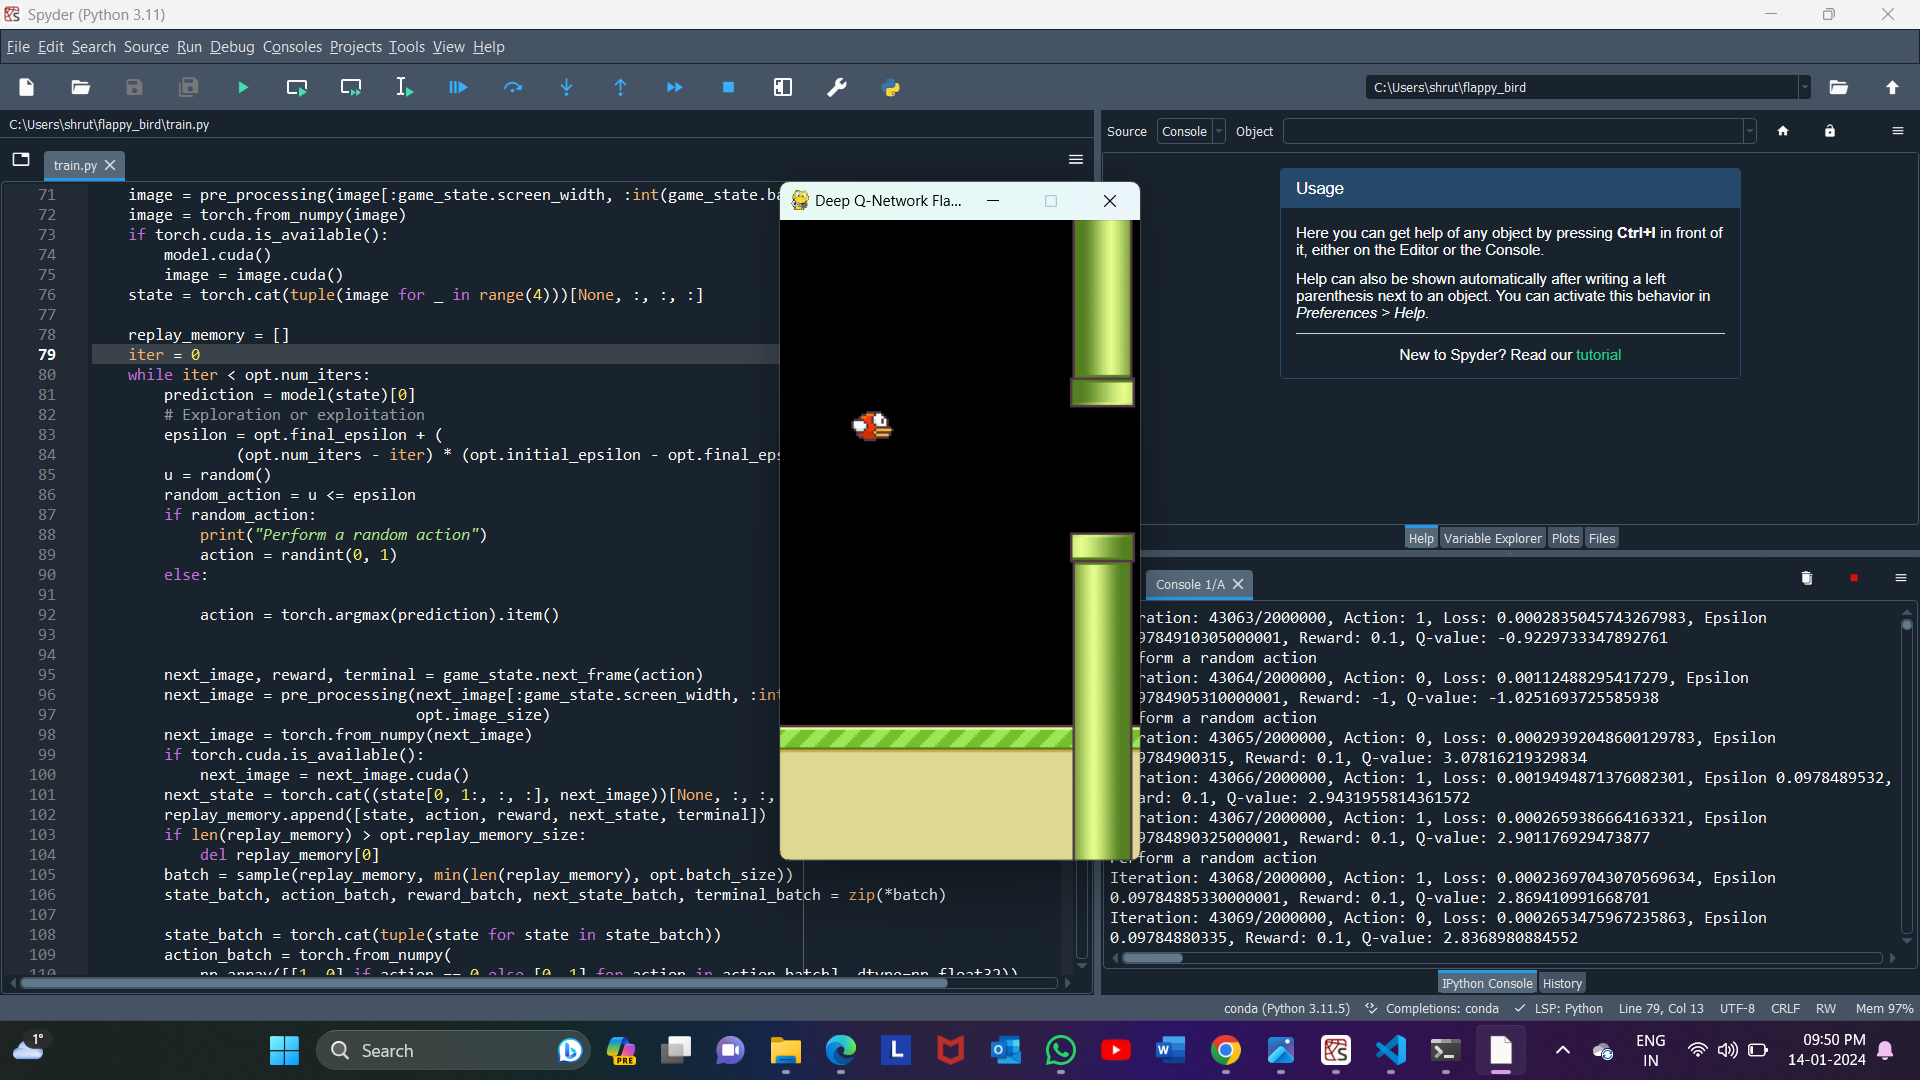 Spyder (Python 3.11)
File Edit Search Source Run Debug Consoles Projects Tools View Help
C:\Users\shrut\flappy_bird
C:\Users\shrut\flappy_bird\train.py
train.py
71 image = pre_processing(image[:game_state.screen_width, :int(game_state.ba
72 image = torch.from_numpy(image)
73 if torch.cuda.is_available():
74 model.cuda()
75 image = image.cuda()
76 state = torch.cat(tuple(image for _ in range(4)))[None, :, :, :]
77
78 replay_memory = []
79 iter = 0
80 while iter < opt.num_iters:
81 prediction = model(state)[0]
82 # Exploration or exploitation
83 epsilon = opt.final_epsilon + (
84 (opt.num_iters - iter) * (opt.initial_epsilon - opt.final_eps
85 u = random()
86 random_action = u <= epsilon
87 if random_action:
88 print("Perform a random action")
89 action = randint(0, 1)
90 else:
91
92 action = torch.argmax(prediction).item()
93
94
95 next_image, reward, terminal = game_state.next_frame(action)
96 next_image = pre_processing(next_image[:game_state.screen_width, :int
97 opt.image_size)
98 next_image = torch.from_numpy(next_image)
99 if torch.cuda.is_available():
100 next_image = next_image.cuda()
101 next_state = torch.cat((state[0, 1:, :, :], next_image))[None, :, :,
102 replay_memory.append([state, action, reward, next_state, terminal])
103 if len(replay_memory) > opt.replay_memory_size:
104 del replay_memory[0]
105 batch = sample(replay_memory, min(len(replay_memory), opt.batch_size))
106 state_batch, action_batch, reward_batch, next_state_batch, terminal_batch = zip(*batch)
107
108 state_batch = torch.cat(tuple(state for state in state_batch))
109 action_batch = torch.from_numpy(
110 np.array([[1, 0] if action == 0 else [0, 1] for action in action_batch], dtype=np.float32))
Deep Q-Network Fla...
Source Console Object
Usage
Here you can get help of any object by pressing Ctrl+I in front of
it, either on the Editor or the Console.
Help can also be shown automatically after writing a left
parenthesis next to an object. You can activate this behavior in
Preferences > Help.
New to Spyder? Read our tutorial
Help Variable Explorer Plots Files
Console 1/A
ration: 43063/2000000, Action: 1, Loss: 0.0002835045743267983, Epsilon
9784910305000001, Reward: 0.1, Q-value: -0.9229733347892761
form a random action
ration: 43064/2000000, Action: 0, Loss: 0.00112488295417279, Epsilon
9784905310000001, Reward: -1, Q-value: -1.0251693725585938
form a random action
ration: 43065/2000000, Action: 0, Loss: 0.00029392048600129783, Epsilon
9784900315, Reward: 0.1, Q-value: 3.07816219329834
ration: 43066/2000000, Action: 1, Loss: 0.0019494871376082301, Epsilon 0.0978489532,
ard: 0.1, Q-value: 2.9431955814361572
ration: 43067/2000000, Action: 1, Loss: 0.0002659386664163321, Epsilon
9784890325000001, Reward: 0.1, Q-value: 2.901176929473877
form a random action
Iteration: 43068/2000000, Action: 1, Loss: 0.00023697043070569634, Epsilon
0.09784885330000001, Reward: 0.1, Q-value: 2.869410991668701
Iteration: 43069/2000000, Action: 0, Loss: 0.0002653475967235863, Epsilon
0.09784880335, Reward: 0.1, Q-value: 2.8368980884552
IPython Console History
conda (Python 3.11.5) Completions: conda LSP: Python Line 79, Col 13 UTF-8 CRLF RW Mem 97%
1°
Search
PRE
L
ENG
IN
09:50 PM
14-01-2024